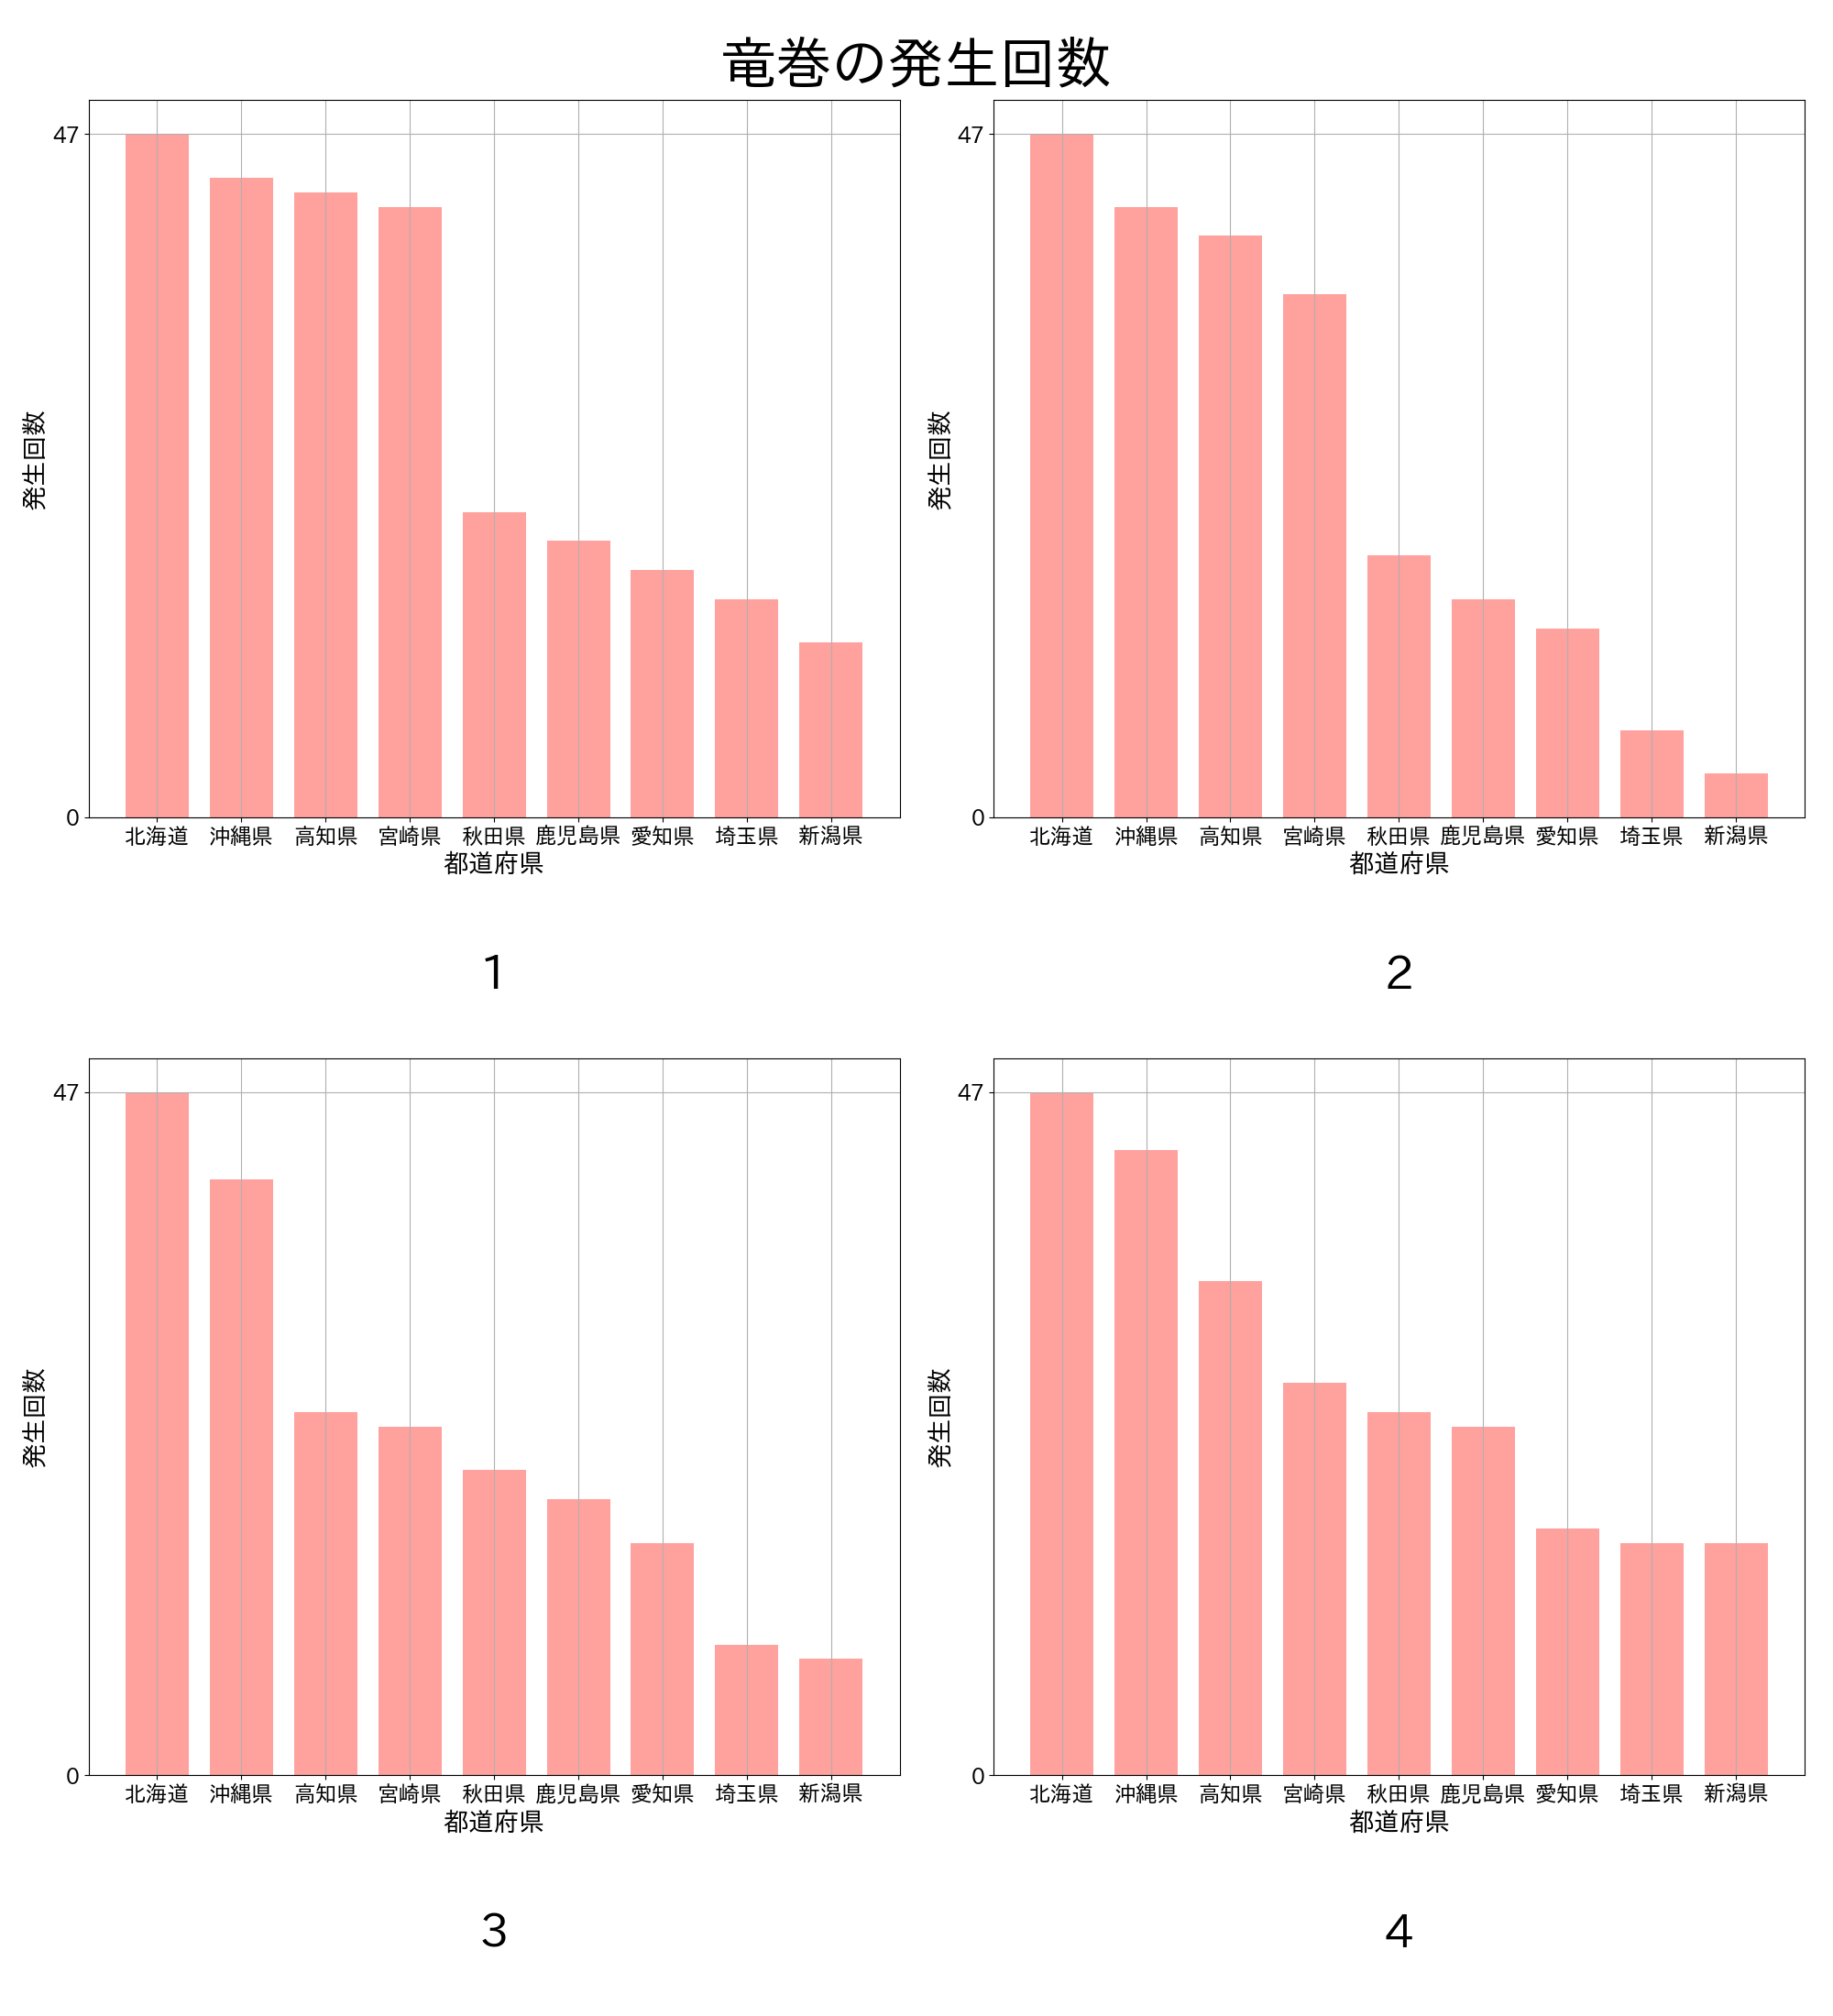 竜巻の発生回数
47
0
発生回数
北海道 沖縄県 高知県 宮崎県 秋田県 鹿児島県 愛知県 埼玉県 新潟県
都道府県
1
47
0
発生回数
北海道 沖縄県 高知県 宮崎県 秋田県 鹿児島県 愛知県 埼玉県 新潟県
都道府県
2
47
0
発生回数
北海道 沖縄県 高知県 宮崎県 秋田県 鹿児島県 愛知県 埼玉県 新潟県
都道府県
3
47
0
発生回数
北海道 沖縄県 高知県 宮崎県 秋田県 鹿児島県 愛知県 埼玉県 新潟県
都道府県
4